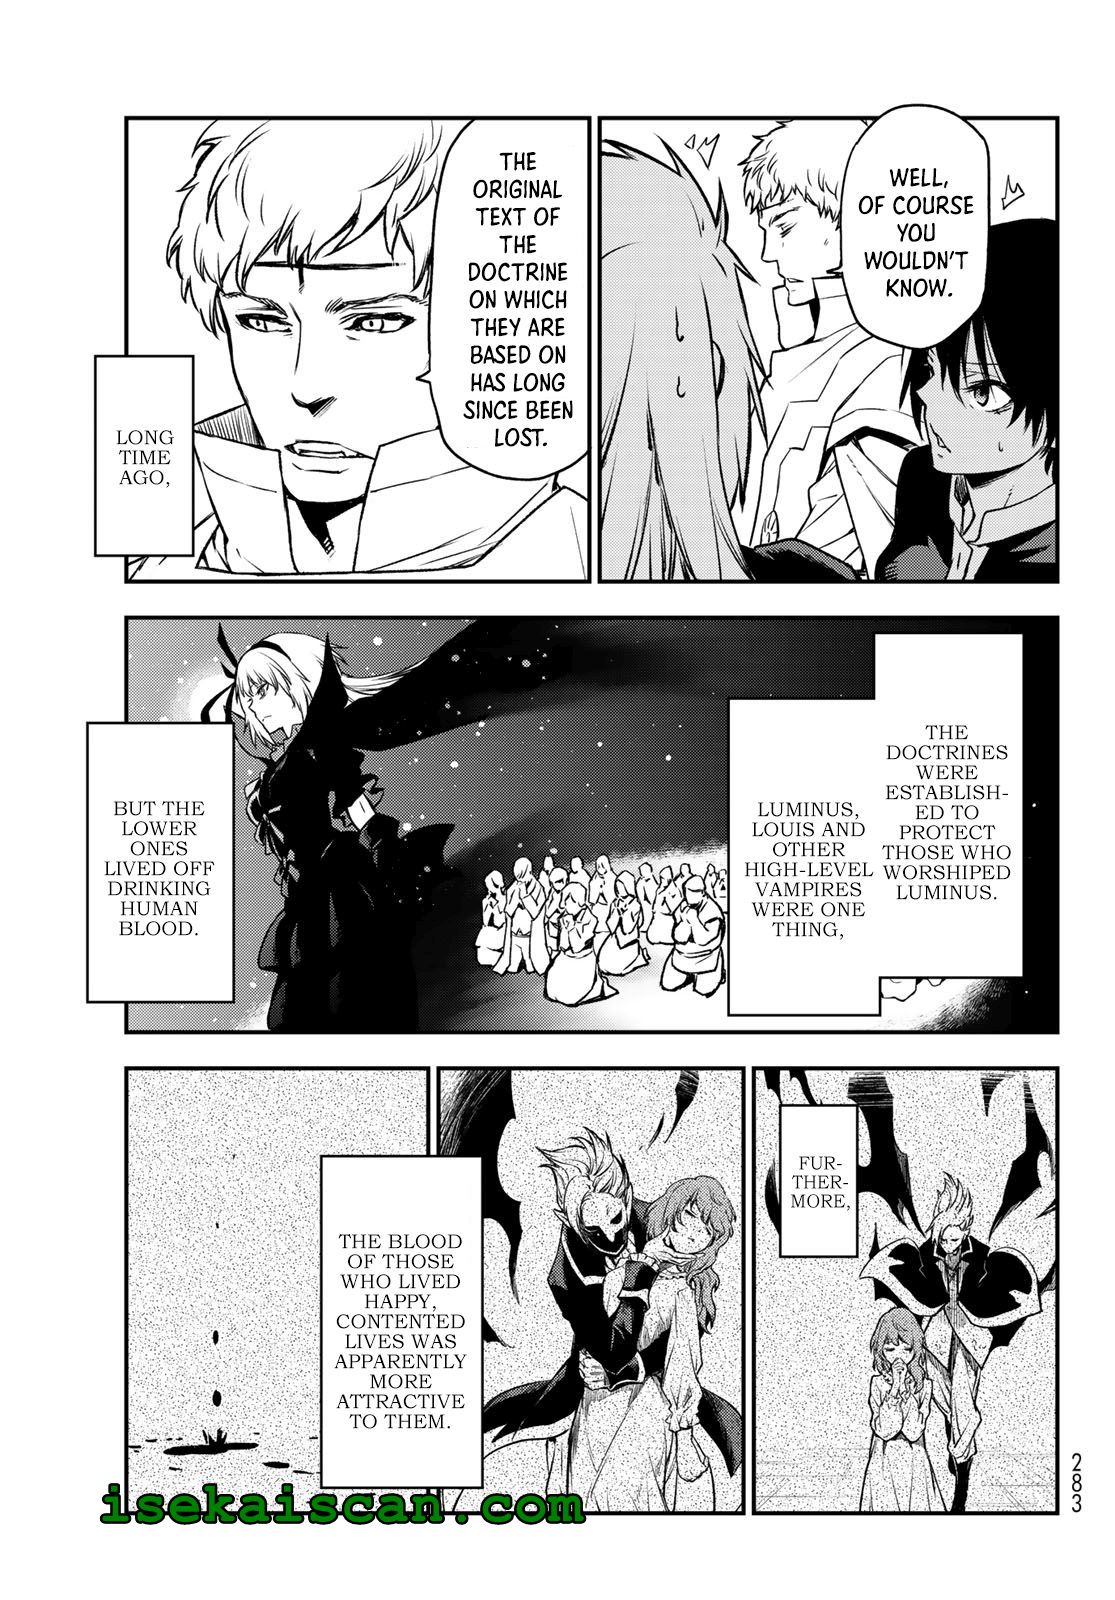 WELL,
OF COURSE
YOU
WOULDN'T
KNOW.
THE
ORIGINAL
TEXT OF
THE
DOCTRINE
ON WHICH
THEY ARE
BASED ON
HAS LONG
SINCE BEEN
LOST.
LONG
TIME
AGO,
THE
DOCTRINES
WERE
ESTABLISH-
ED TO
PROTECT
THOSE WHO
WORSHIPED
LUMINUS.
LUMINUS,
LOUIS AND
OTHER
HIGH-LEVEL
VAMPIRES
WERE ONE
THING,
BUT THE
LOWER
ONES
LIVED OFF
DRINKING
HUMAN
BLOOD.
FUR-
THER-
MORE,
THE BLOOD
OF THOSE
WHO LIVED
HAPPY,
CONTENTED
LIVES WAS
APPARENTLY
MORE
ATTRACTIVE
TO THEM.
283
isekaiscan.com